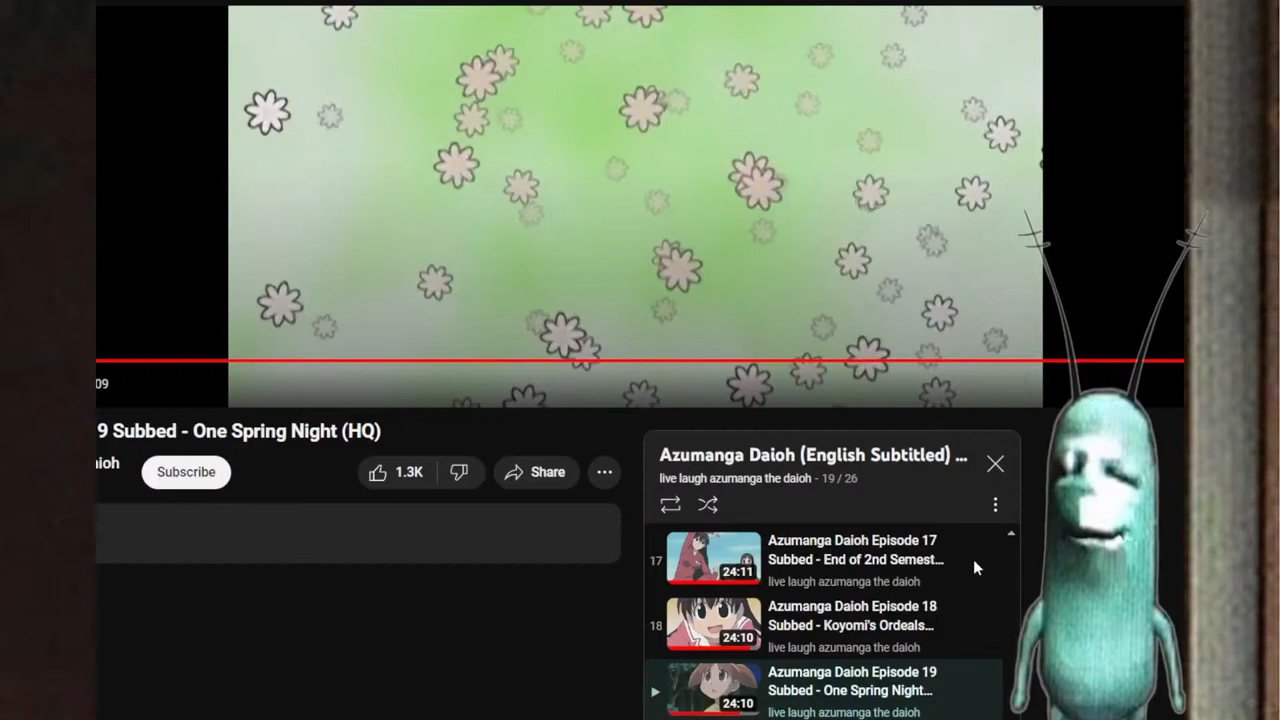 09
9 Subbed - One Spring Night (HQ)
aioh
Subscribe
1.3K
Share
Azumanga Daioh (English Subtitled) ...
live laugh azumanga the daioh - 19 / 26
17
24:11
Azumanga Daioh Episode 17
Subbed - End of 2nd Semest...
live laugh azumanga the daioh
18
24:10
Azumanga Daioh Episode 18
Subbed - Koyomi's Ordeals...
live laugh azumanga the daioh
24:10
Azumanga Daioh Episode 19
Subbed - One Spring Night...
live laugh azumanga the daioh